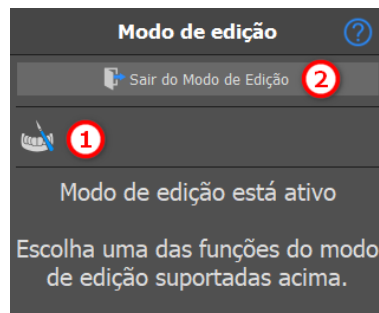 Modo de edição ?
Sair do Modo de Edição 2
1
Modo de edição está ativo
Escolha uma das funções do modo
de edição suportadas acima.